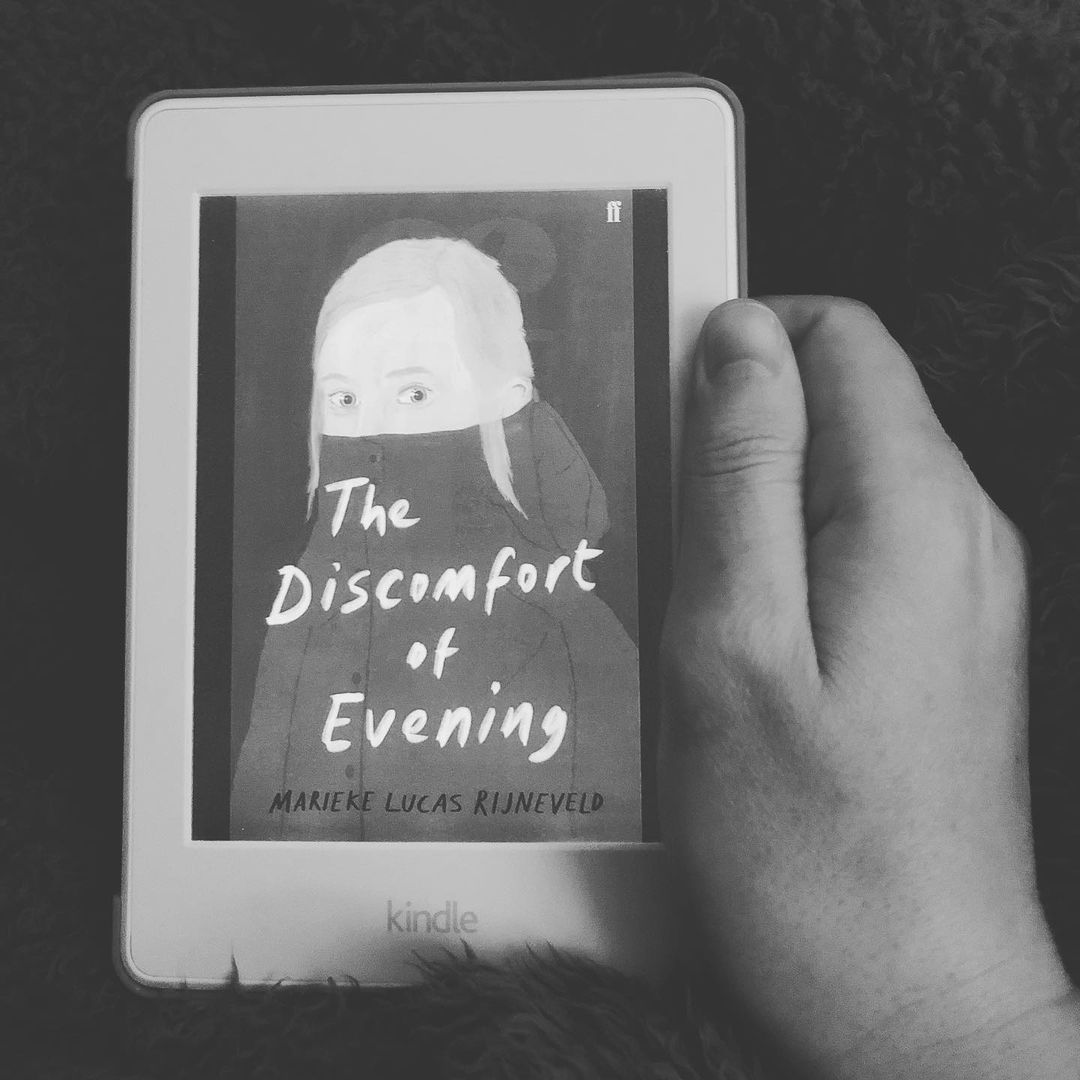 ff
The
Discomfort
of
Evening
MARIEKE LUCAS RIJNEVELD
kindle